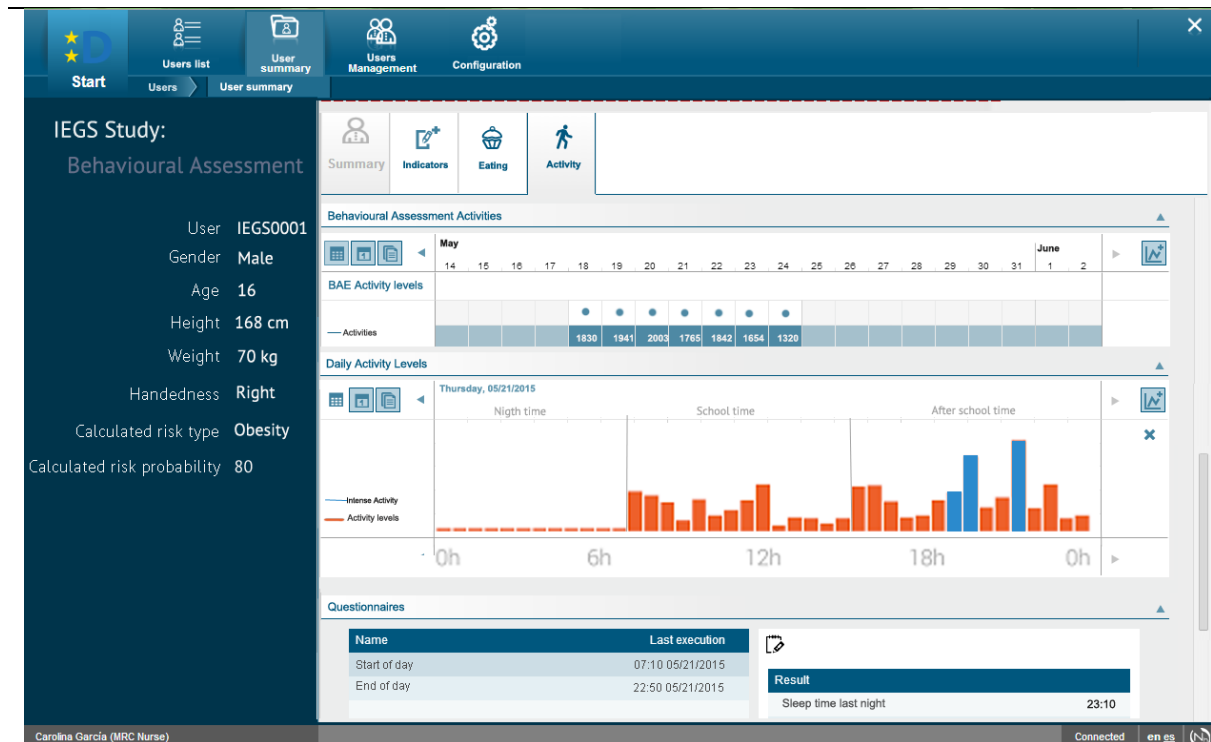 D
Start
Users list
User summary
Users Management
Configuration
Users
User summary
IEGS Study:
Behavioural Assessment
User IEGS0001
Gender Male
Age 16
Height 168 cm
Weight 70 kg
Handedness Right
Calculated risk type Obesity
Calculated risk probability 80
Summary
Indicators
Eating
Activity
Behavioural Assessment Activities
May June
14 15 16 17 18 19 20 21 22 23 24 25 26 27 28 29 30 31 1 2
BAE Activity levels
Activities
1830 1941 2003 1765 1842 1654 1320
Daily Activity Levels
Thursday, 05/21/2015
Nigth time School time After school time
Intense Activity
Activity levels
0h 6h 12h 18h 0h
Questionnaires
Name Last execution
Start of day 07:10 05/21/2015
End of day 22:50 05/21/2015
Result
Sleep time last night 23:10
Carolina García (MRC Nurse)
Connected en es